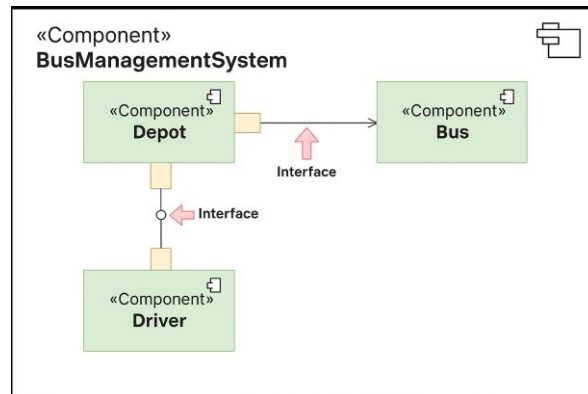 «Component»
BusManagementSystem
«Component»
Depot
«Component»
Bus
Interface
Interface
«Component»
Driver